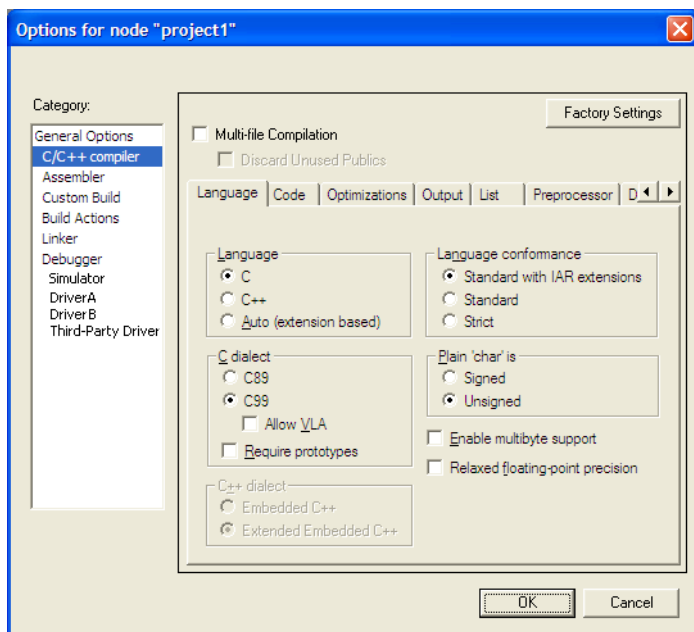 Options for node "project1"
Category:
General Options
C/C++ compiler
Assembler
Custom Build
Build Actions
Linker
Debugger
Simulator
DriverA
DriverB
Third-Party Driver
Factory Settings
Multi-file Compilation
Discard Unused Publics
Language Code Optimizations Output List Preprocessor D
Language
C
C++
Auto (extension based)
Language conformance
Standard with IAR extensions
Standard
Strict
C dialect
C89
C99
Allow VLA
Require prototypes
Plain 'char' is
Signed
Unsigned
Enable multibyte support
Relaxed floating-point precision
C++ dialect
Embedded C++
Extended Embedded C++
OK Cancel